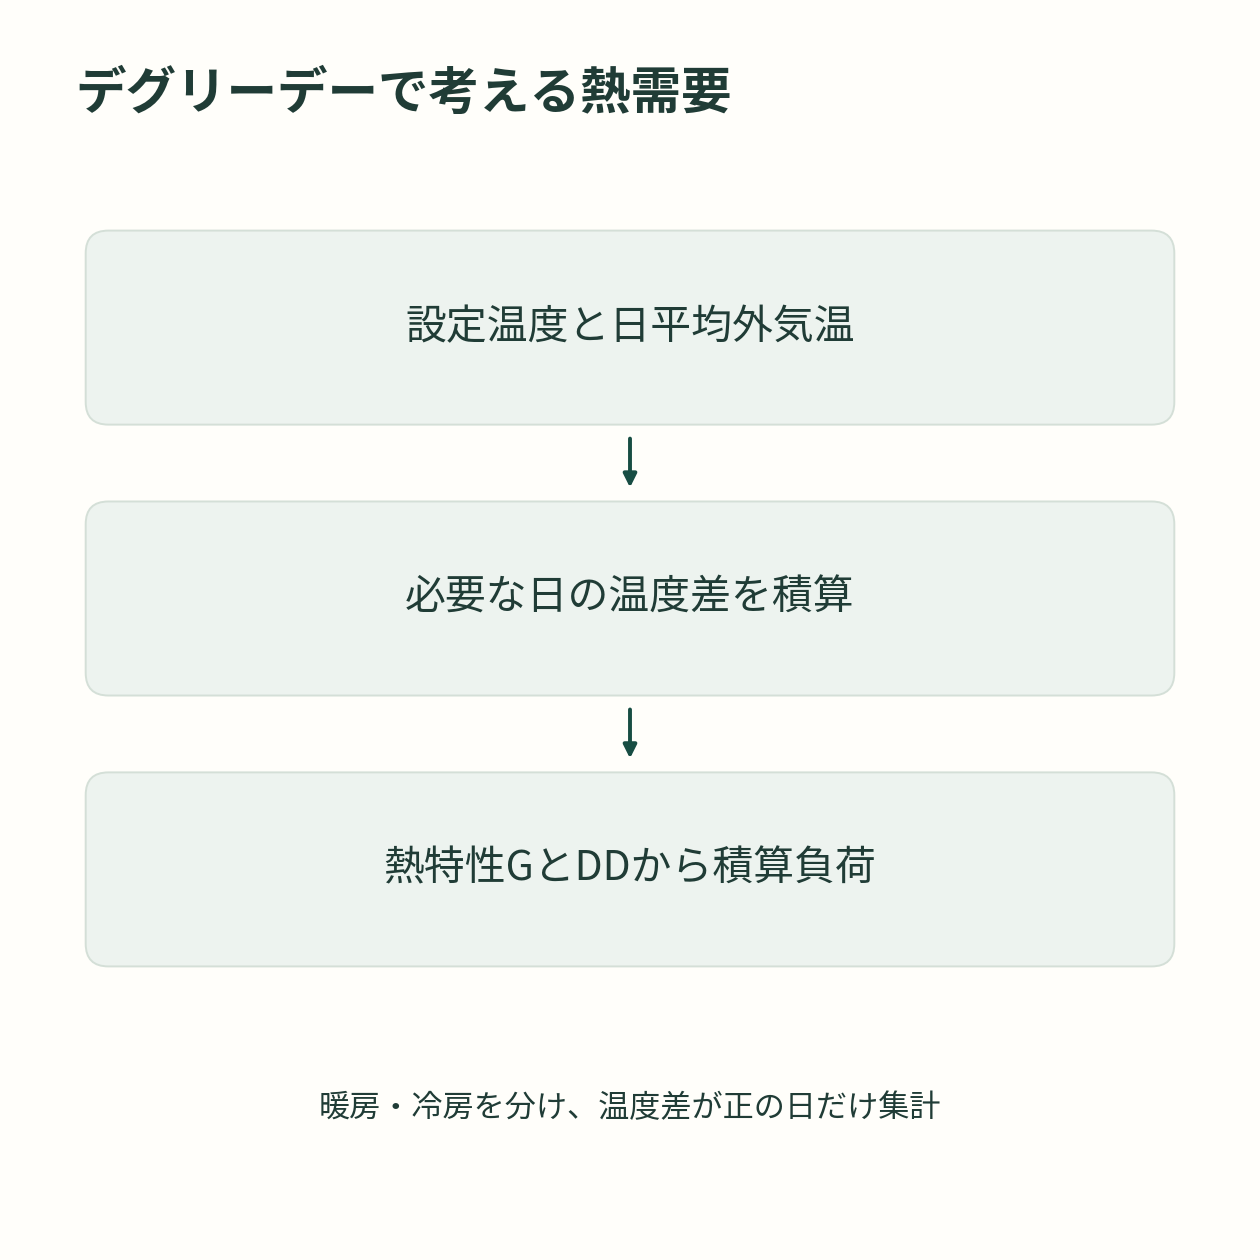 デグリーデーで考える熱需要
設定温度と日平均外気温
必要な日の温度差を積算
熱特性GとDDから積算負荷
暖房・冷房を分け、温度差が正の日だけ集計